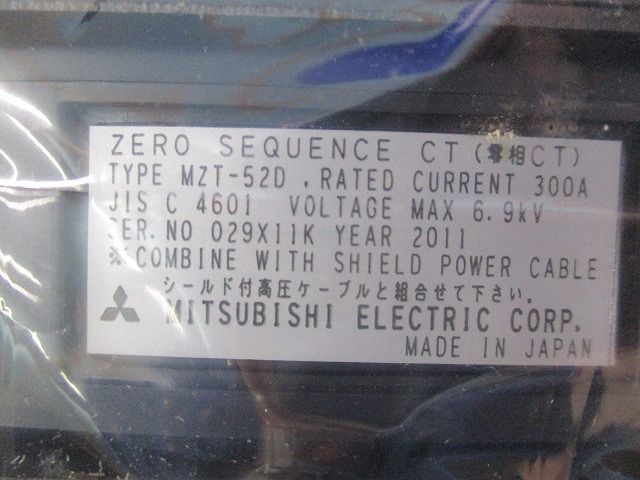 ZERO SEQUENCE CT(零相CT)
TYPE MZT-52D . RATED CURRENT 300A
JIS C 4601 VOLTAGE MAX 6.9kV
SER.NO 029X11K YEAR 2011
※COMBINE WITH SHIELD POWER CABLE
シールド付高圧ケーブルと組合せて下さい。
MITSUBISHI ELECTRIC CORP.
MADE IN JAPAN